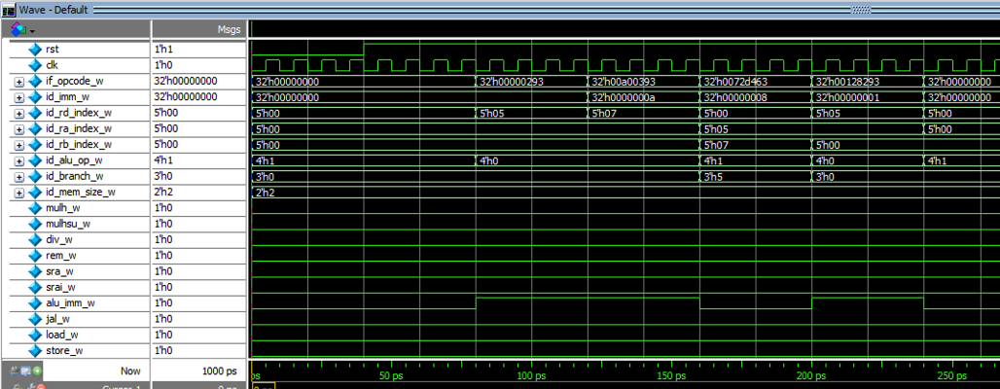 Wave - Default
Msgs
rst 1'h1
clk 1'h0
if_opcode_w 32'h00000000 32'h00000000 32'h00000293 32'h00a00393 32'h0072d463 32'h00128293 32'h00000000
id_imm_w 32'h00000000 32'h00000000 32'h0000000a 32'h00000008 32'h00000001 32'h00000000
id_rd_index_w 5'h00 5'h00 5'h05 5'h07 5'h00 5'h05 5'h00
id_ra_index_w 5'h00 5'h00 5'h05 5'h00
id_rb_index_w 5'h00 5'h00 5'h07 5'h00
id_alu_op_w 4'h1 4'h1 4'h0 4'h1 4'h0 4'h1
id_branch_w 3'h0 3'h0 3'h5 3'h0
id_mem_size_w 2'h2 2'h2
mulh_w 1'h0
mulhsu_w 1'h0
div_w 1'h0
rem_w 1'h0
sra_w 1'h0
srai_w 1'h0
alu_imm_w 1'h0
jal_w 1'h0
load_w 1'h0
store_w 1'h0
Now 1000 ps ps 50 ps 100 ps 150 ps 200 ps 250 ps